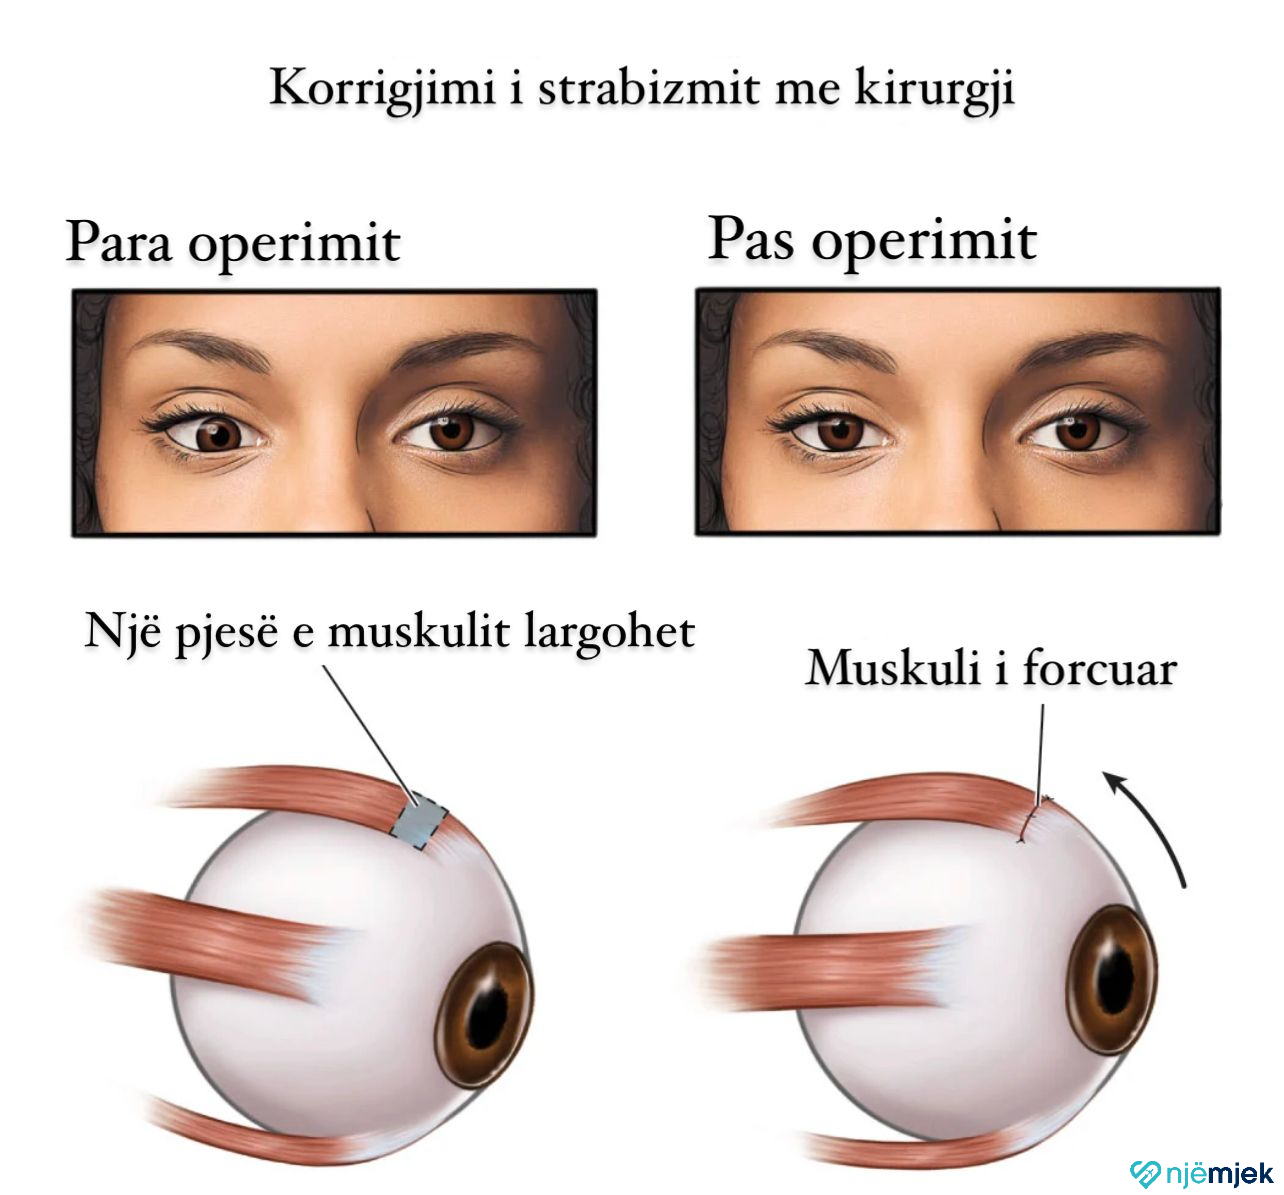 Korrigjimi i strabizmit me kirurgji
Para operimit
Pas operimit
Një pjesë e muskulit largohet
Muskuli i forcuar
njëmjek